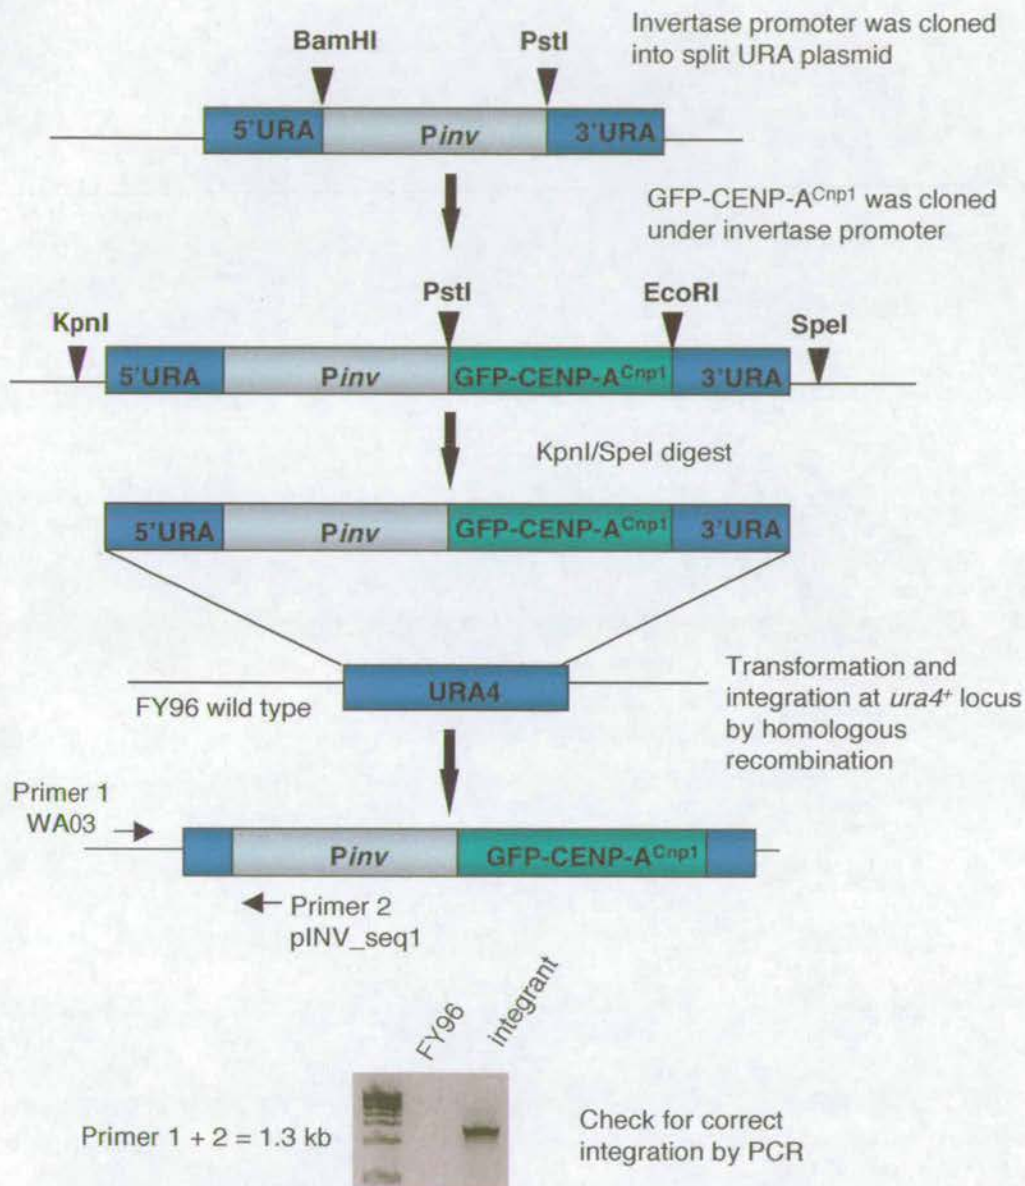 Invertase promoter was cloned
into split URA plasmid
BamHI PstI
5'URA Pinv 3'URA
GFP-CENP-A^Cnp1 was cloned
under invertase promoter
KpnI PstI EcoRI SpeI
5'URA Pinv GFP-CENP-A^Cnp1 3'URA
KpnI/SpeI digest
5'URA Pinv GFP-CENP-A^Cnp1 3'URA
FY96 wild type
URA4
Transformation and
integration at ura4⁺ locus
by homologous
recombination
Primer 1
WA03
Pinv GFP-CENP-A^Cnp1
Primer 2
pINV_seq1
FY96 integrant
Primer 1 + 2 = 1.3 kb
Check for correct
integration by PCR